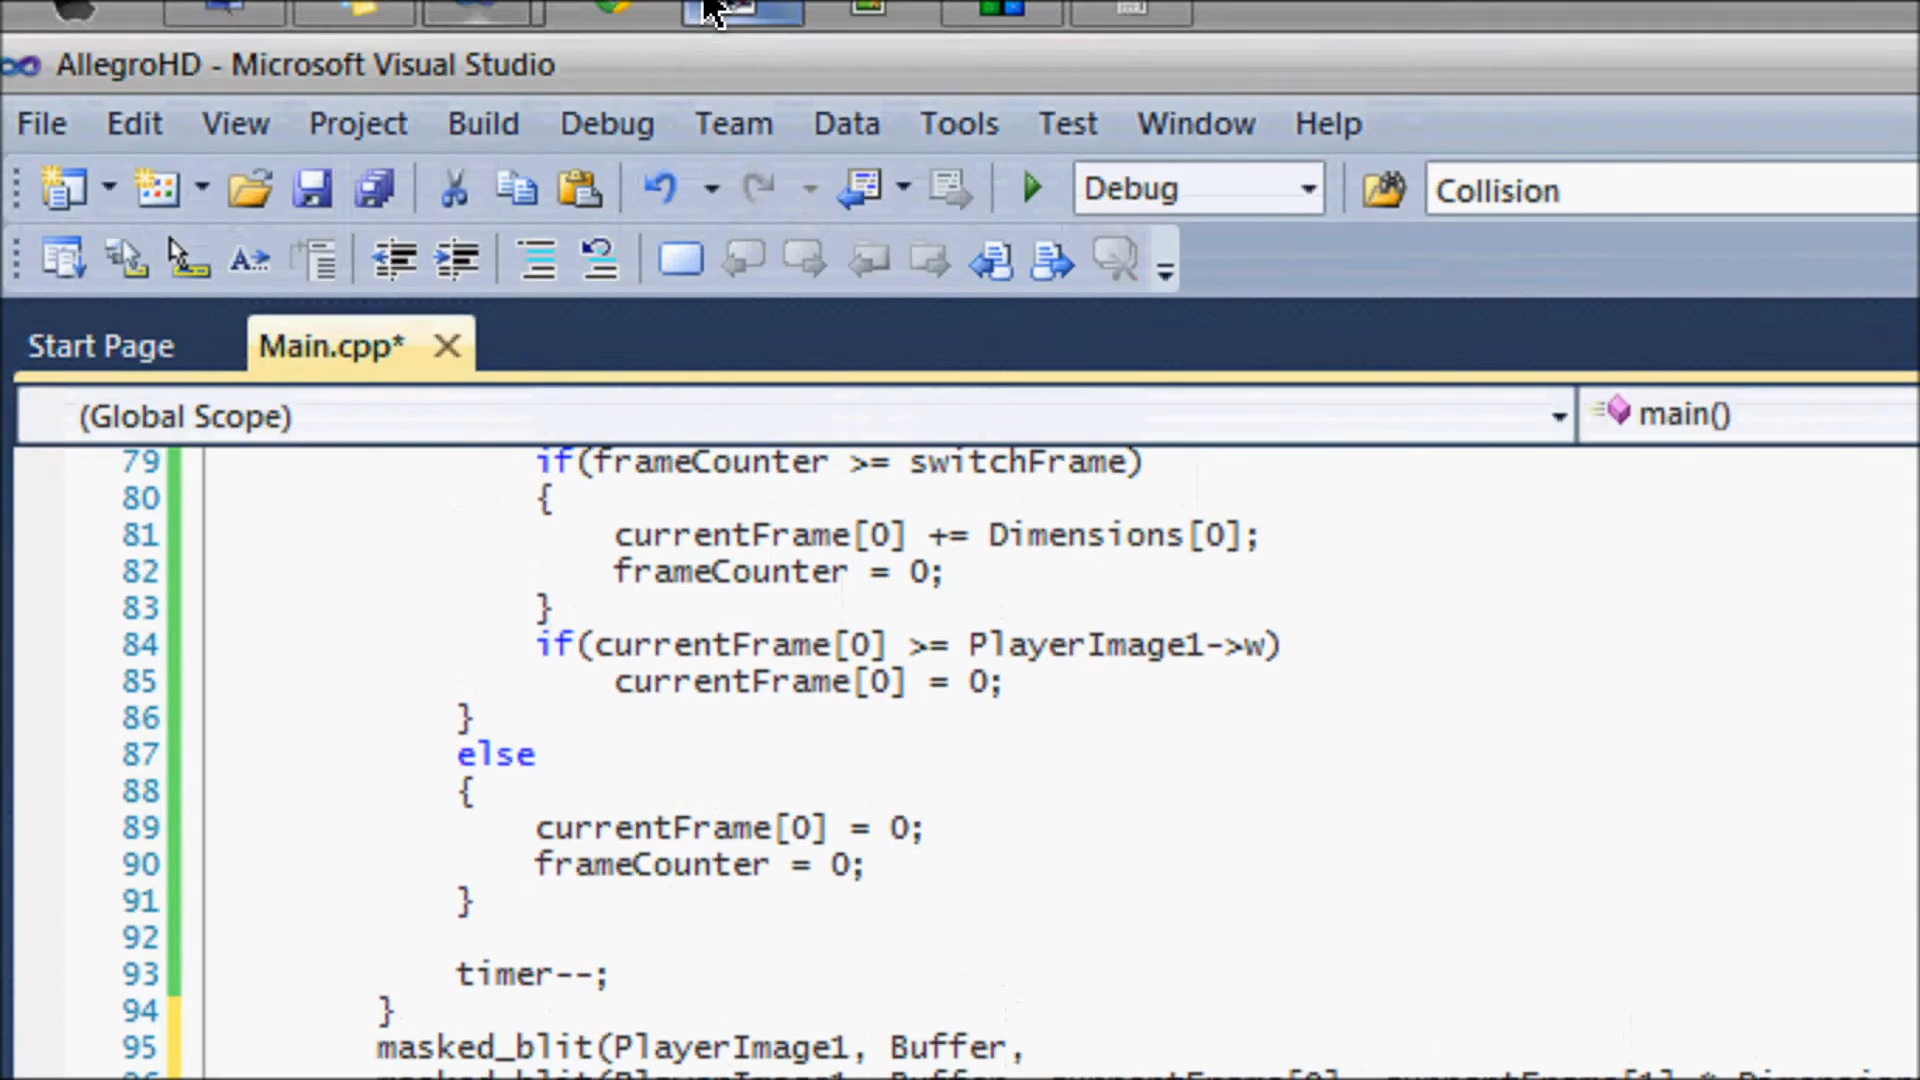 AllegroHD - Microsoft Visual Studio
File Edit View Project Build Debug Team Data Tools Test Window Help
Debug Collision
Start Page Main.cpp*
(Global Scope) main()
79 if(frameCounter >= switchFrame)
80 {
81 currentFrame[0] += Dimensions[0];
82 frameCounter = 0;
83 }
84 if(currentFrame[0] >= PlayerImage1->w)
85 currentFrame[0] = 0;
86 }
87 else
88 {
89 currentFrame[0] = 0;
90 frameCounter = 0;
91 }
92
93 timer--;
94 }
95 masked_blit(PlayerImage1, Buffer,